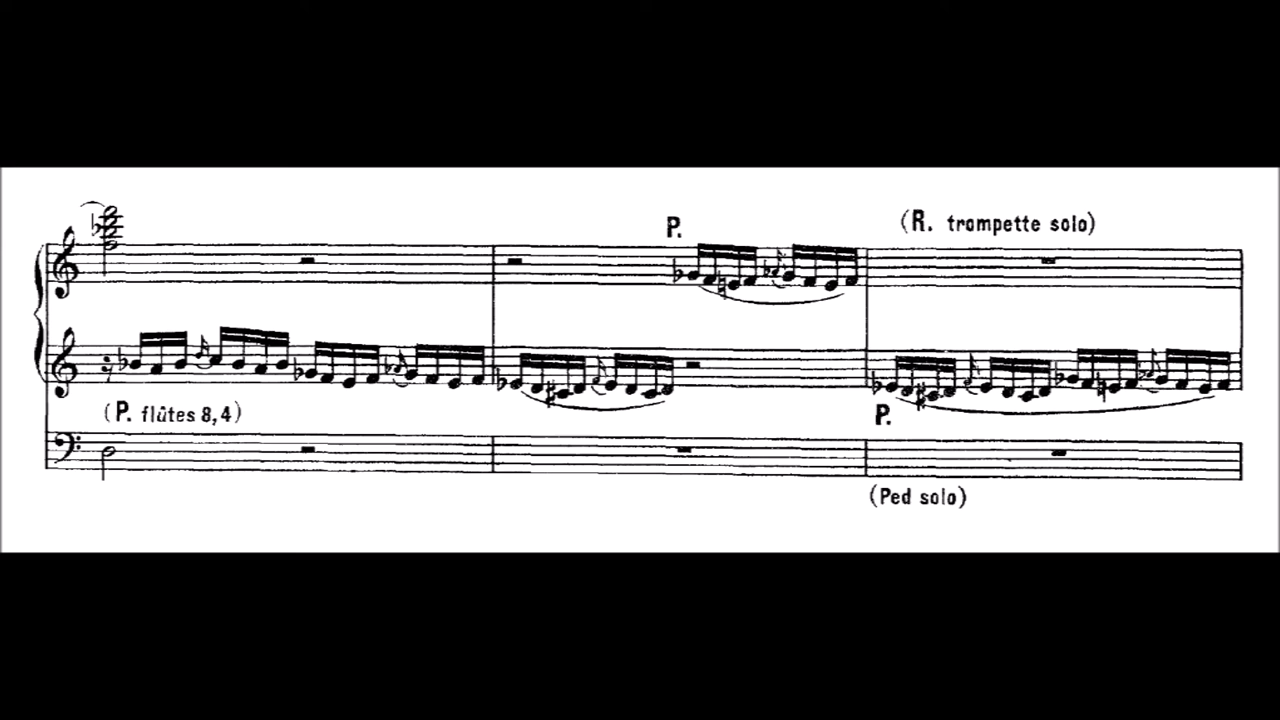 P.
(R. trompette solo)
(P. flûtes 8,4)
P.
(Ped solo)